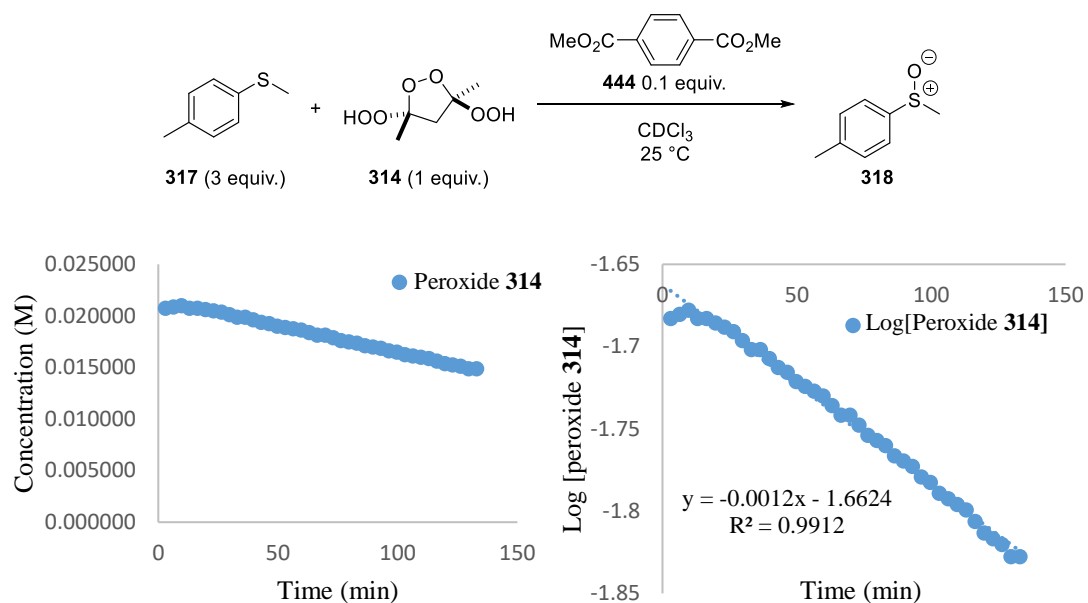 MeO₂C CO₂Me
444 0.1 equiv.
CDCl₃
25 °C
S
+
O O
HOO OOH
O ⊖
S ⊕
317 (3 equiv.) 314 (1 equiv.) 318
0.025000
0.020000
0.015000
0.010000
0.005000
0.000000
0 50 100 150
Concentration (M)
Time (min)
Peroxide 314
-1.65
-1.7
-1.75
-1.8
-1.85
0 50 100 150
Log [peroxide 314]
Log[Peroxide 314]
y = -0.0012x - 1.6624
R² = 0.9912
Time (min)